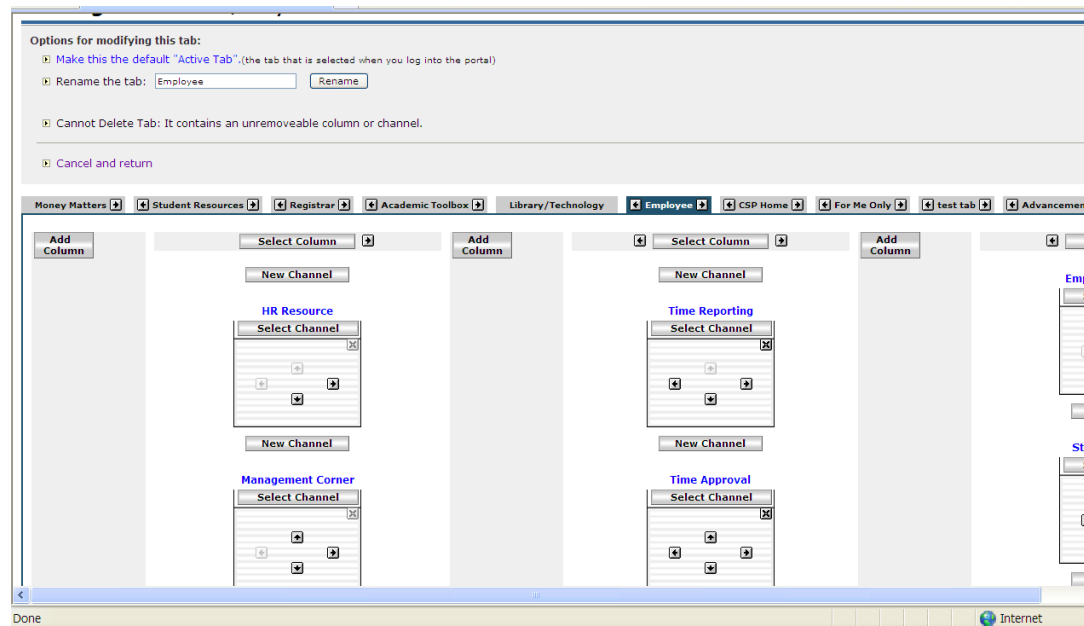 Options for modifying this tab:
Make this the default "Active Tab".(the tab that is selected when you log into the portal)
Rename the tab: Employee Rename
Cannot Delete Tab: It contains an unremoveable column or channel.
Cancel and return
Money Matters Student Resources Registrar Academic Toolbox Library/Technology Employee CSP Home For Me Only test tab Advancemen
Add Column Select Column Add Column Select Column Add Column
New Channel New Channel
Emp
HR Resource Time Reporting
Select Channel Select Channel
New Channel New Channel
St
Management Corner Time Approval
Select Channel Select Channel
Done Internet